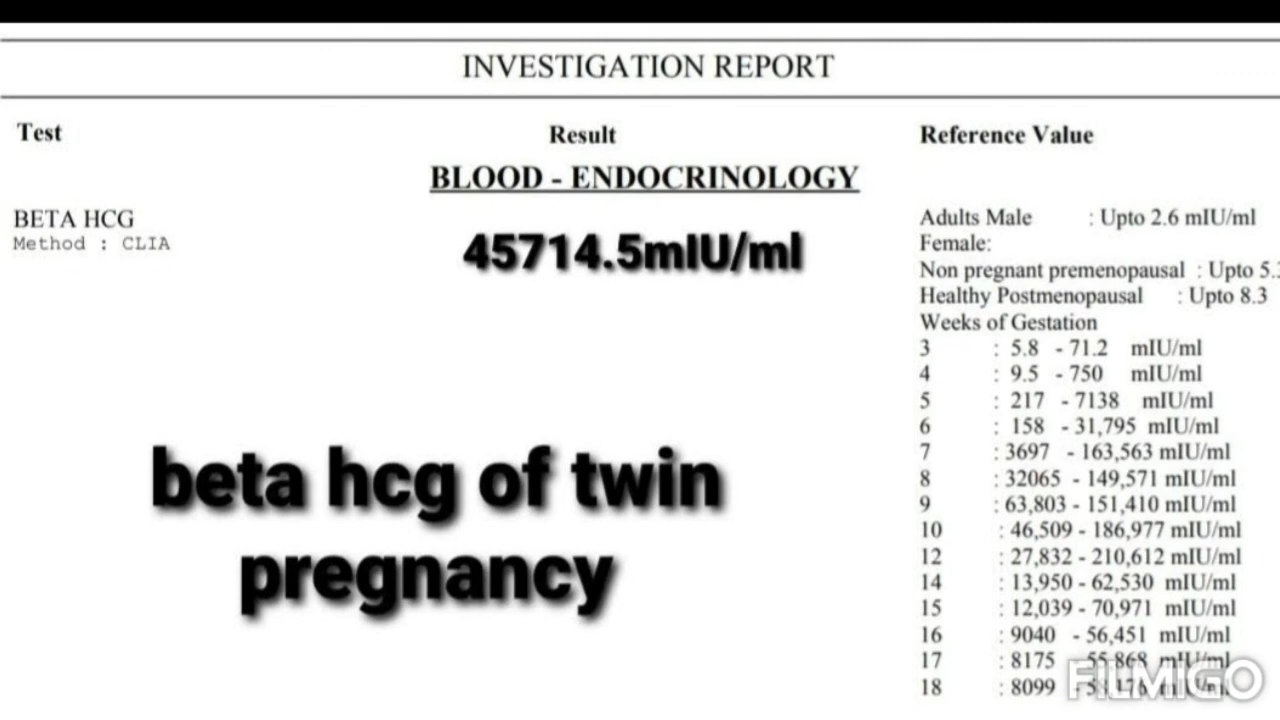 INVESTIGATION REPORT
Test Result Reference Value
BLOOD - ENDOCRINOLOGY
BETA HCG
Method : CLIA
45714.5mIU/ml
beta hcg of twin
pregnancy
Adults Male : Upto 2.6 mIU/ml
Female:
Non pregnant premenopausal : Upto 5.3
Healthy Postmenopausal : Upto 8.3
Weeks of Gestation
3 : 5.8 - 71.2 mIU/ml
4 : 9.5 - 750 mIU/ml
5 : 217 - 7138 mIU/ml
6 : 158 - 31,795 mIU/ml
7 : 3697 - 163,563 mIU/ml
8 : 32065 - 149,571 mIU/ml
9 : 63,803 - 151,410 mIU/ml
10 : 46,509 - 186,977 mIU/ml
12 : 27,832 - 210,612 mIU/ml
14 : 13,950 - 62,530 mIU/ml
15 : 12,039 - 70,971 mIU/ml
16 : 9040 - 56,451 mIU/ml
17 : 8175 - 55,868 mIU/ml
18 : 8099 -
FILMIGO